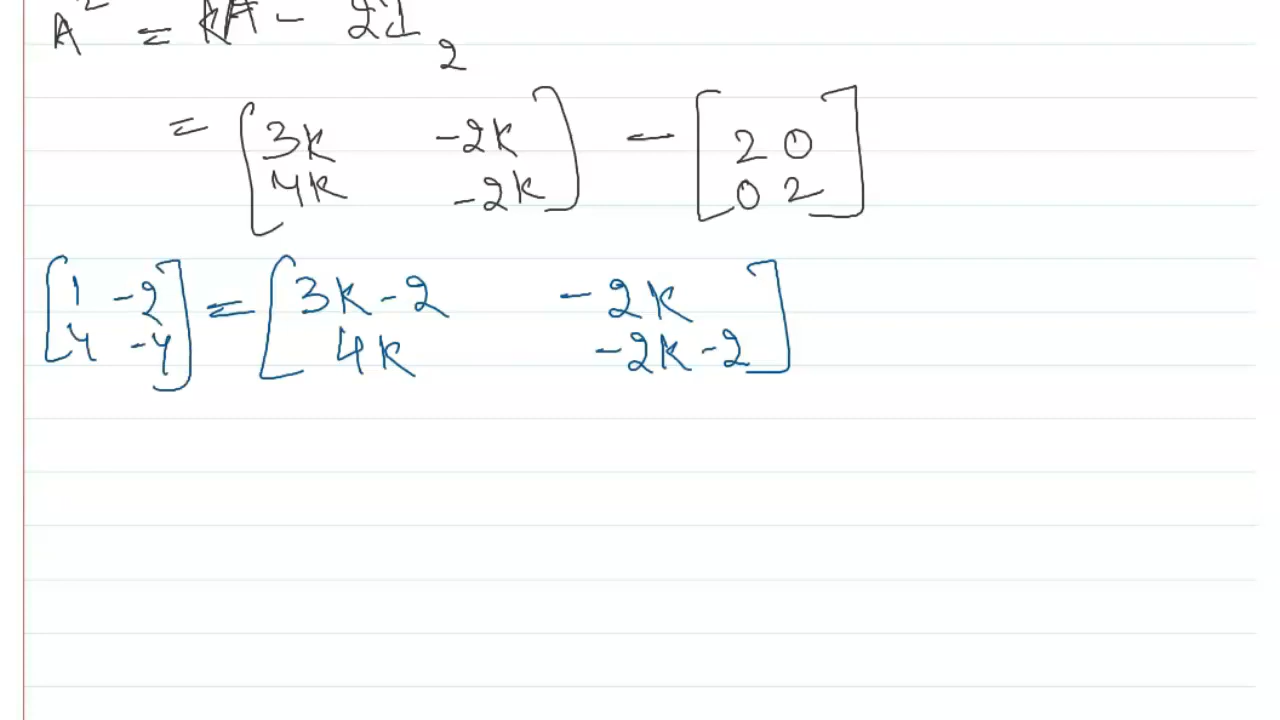 A² = kA - 2I₂
= [3k -2k] - [2 0]
[4k -2k] [0 2]
[1 -2] = [3k-2 -2k]
[4 -4] [4k -2k-2]